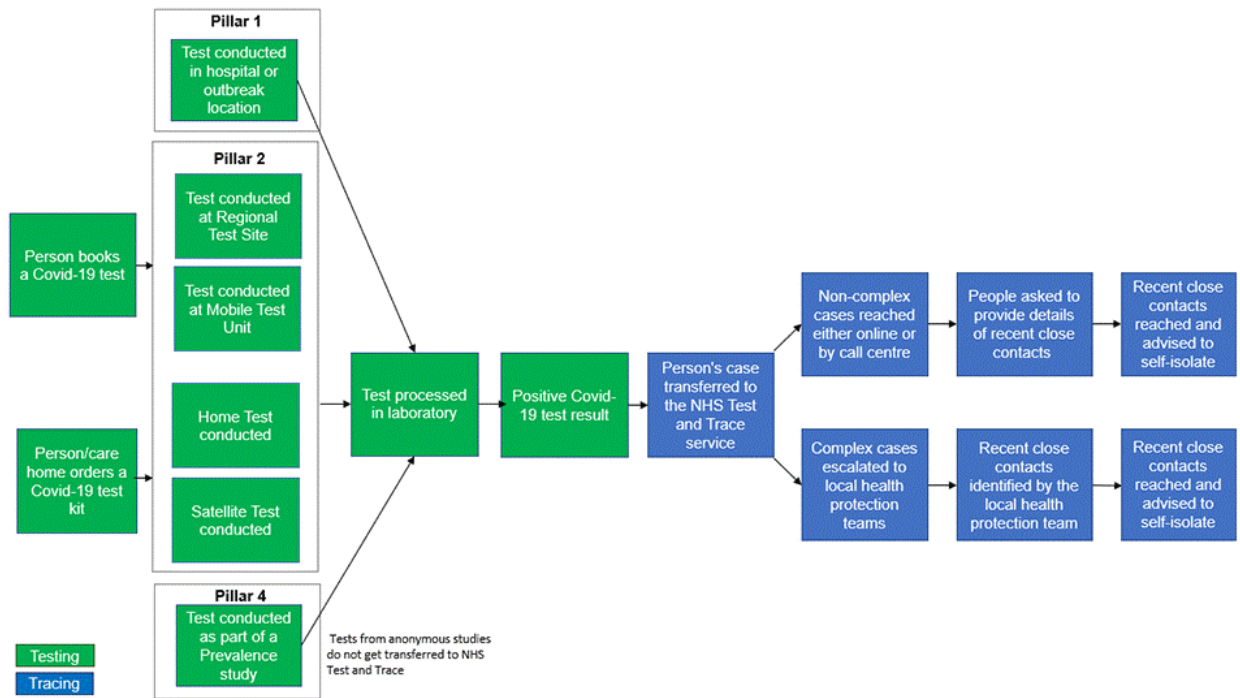 Pillar 1
Test conducted
in hospital or
outbreak
location
Pillar 2
Test conducted
at Regional
Test Site
Person books
a Covid-19 test
Test conducted
at Mobile Test
Unit
Home Test
conducted
Person/care
home orders a
Covid-19 test
kit
Satellite Test
conducted
Pillar 4
Test conducted
as part of a
Prevalence
study
Tests from anonymous studies
do not get transferred to NHS
Test and Trace
Test processed
in laboratory
Positive Covid-
19 test result
Person's case
transferred to
the NHS Test
and Trace
service
Non-complex
cases reached
either online or
by call centre
People asked to
provide details
of recent close
contacts
Recent close
contacts
reached and
advised to
self-isolate
Complex cases
escalated to
local health
protection
teams
Recent close
contacts
identified by the
local health
protection team
Recent close
contacts
reached and
advised to
self-isolate
Testing
Tracing